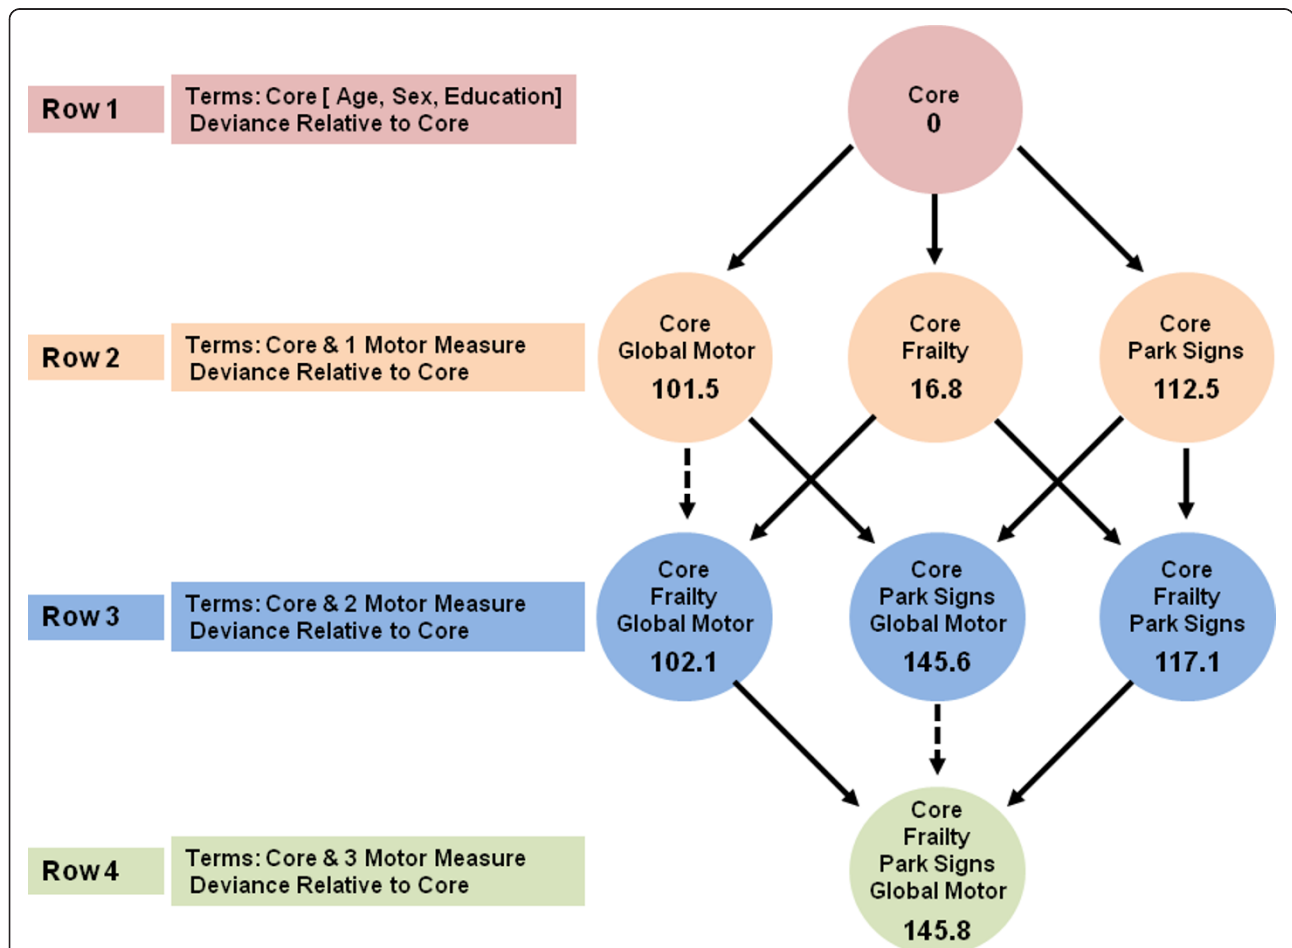 Row 1
Terms: Core [ Age, Sex, Education]
Deviance Relative to Core
Core
0
Row 2
Terms: Core & 1 Motor Measure
Deviance Relative to Core
Core
Global Motor
101.5
Core
Frailty
16.8
Core
Park Signs
112.5
Row 3
Terms: Core & 2 Motor Measure
Deviance Relative to Core
Core
Frailty
Global Motor
102.1
Core
Park Signs
Global Motor
145.6
Core
Frailty
Park Signs
117.1
Row 4
Terms: Core & 3 Motor Measure
Deviance Relative to Core
Core
Frailty
Park Signs
Global Motor
145.8